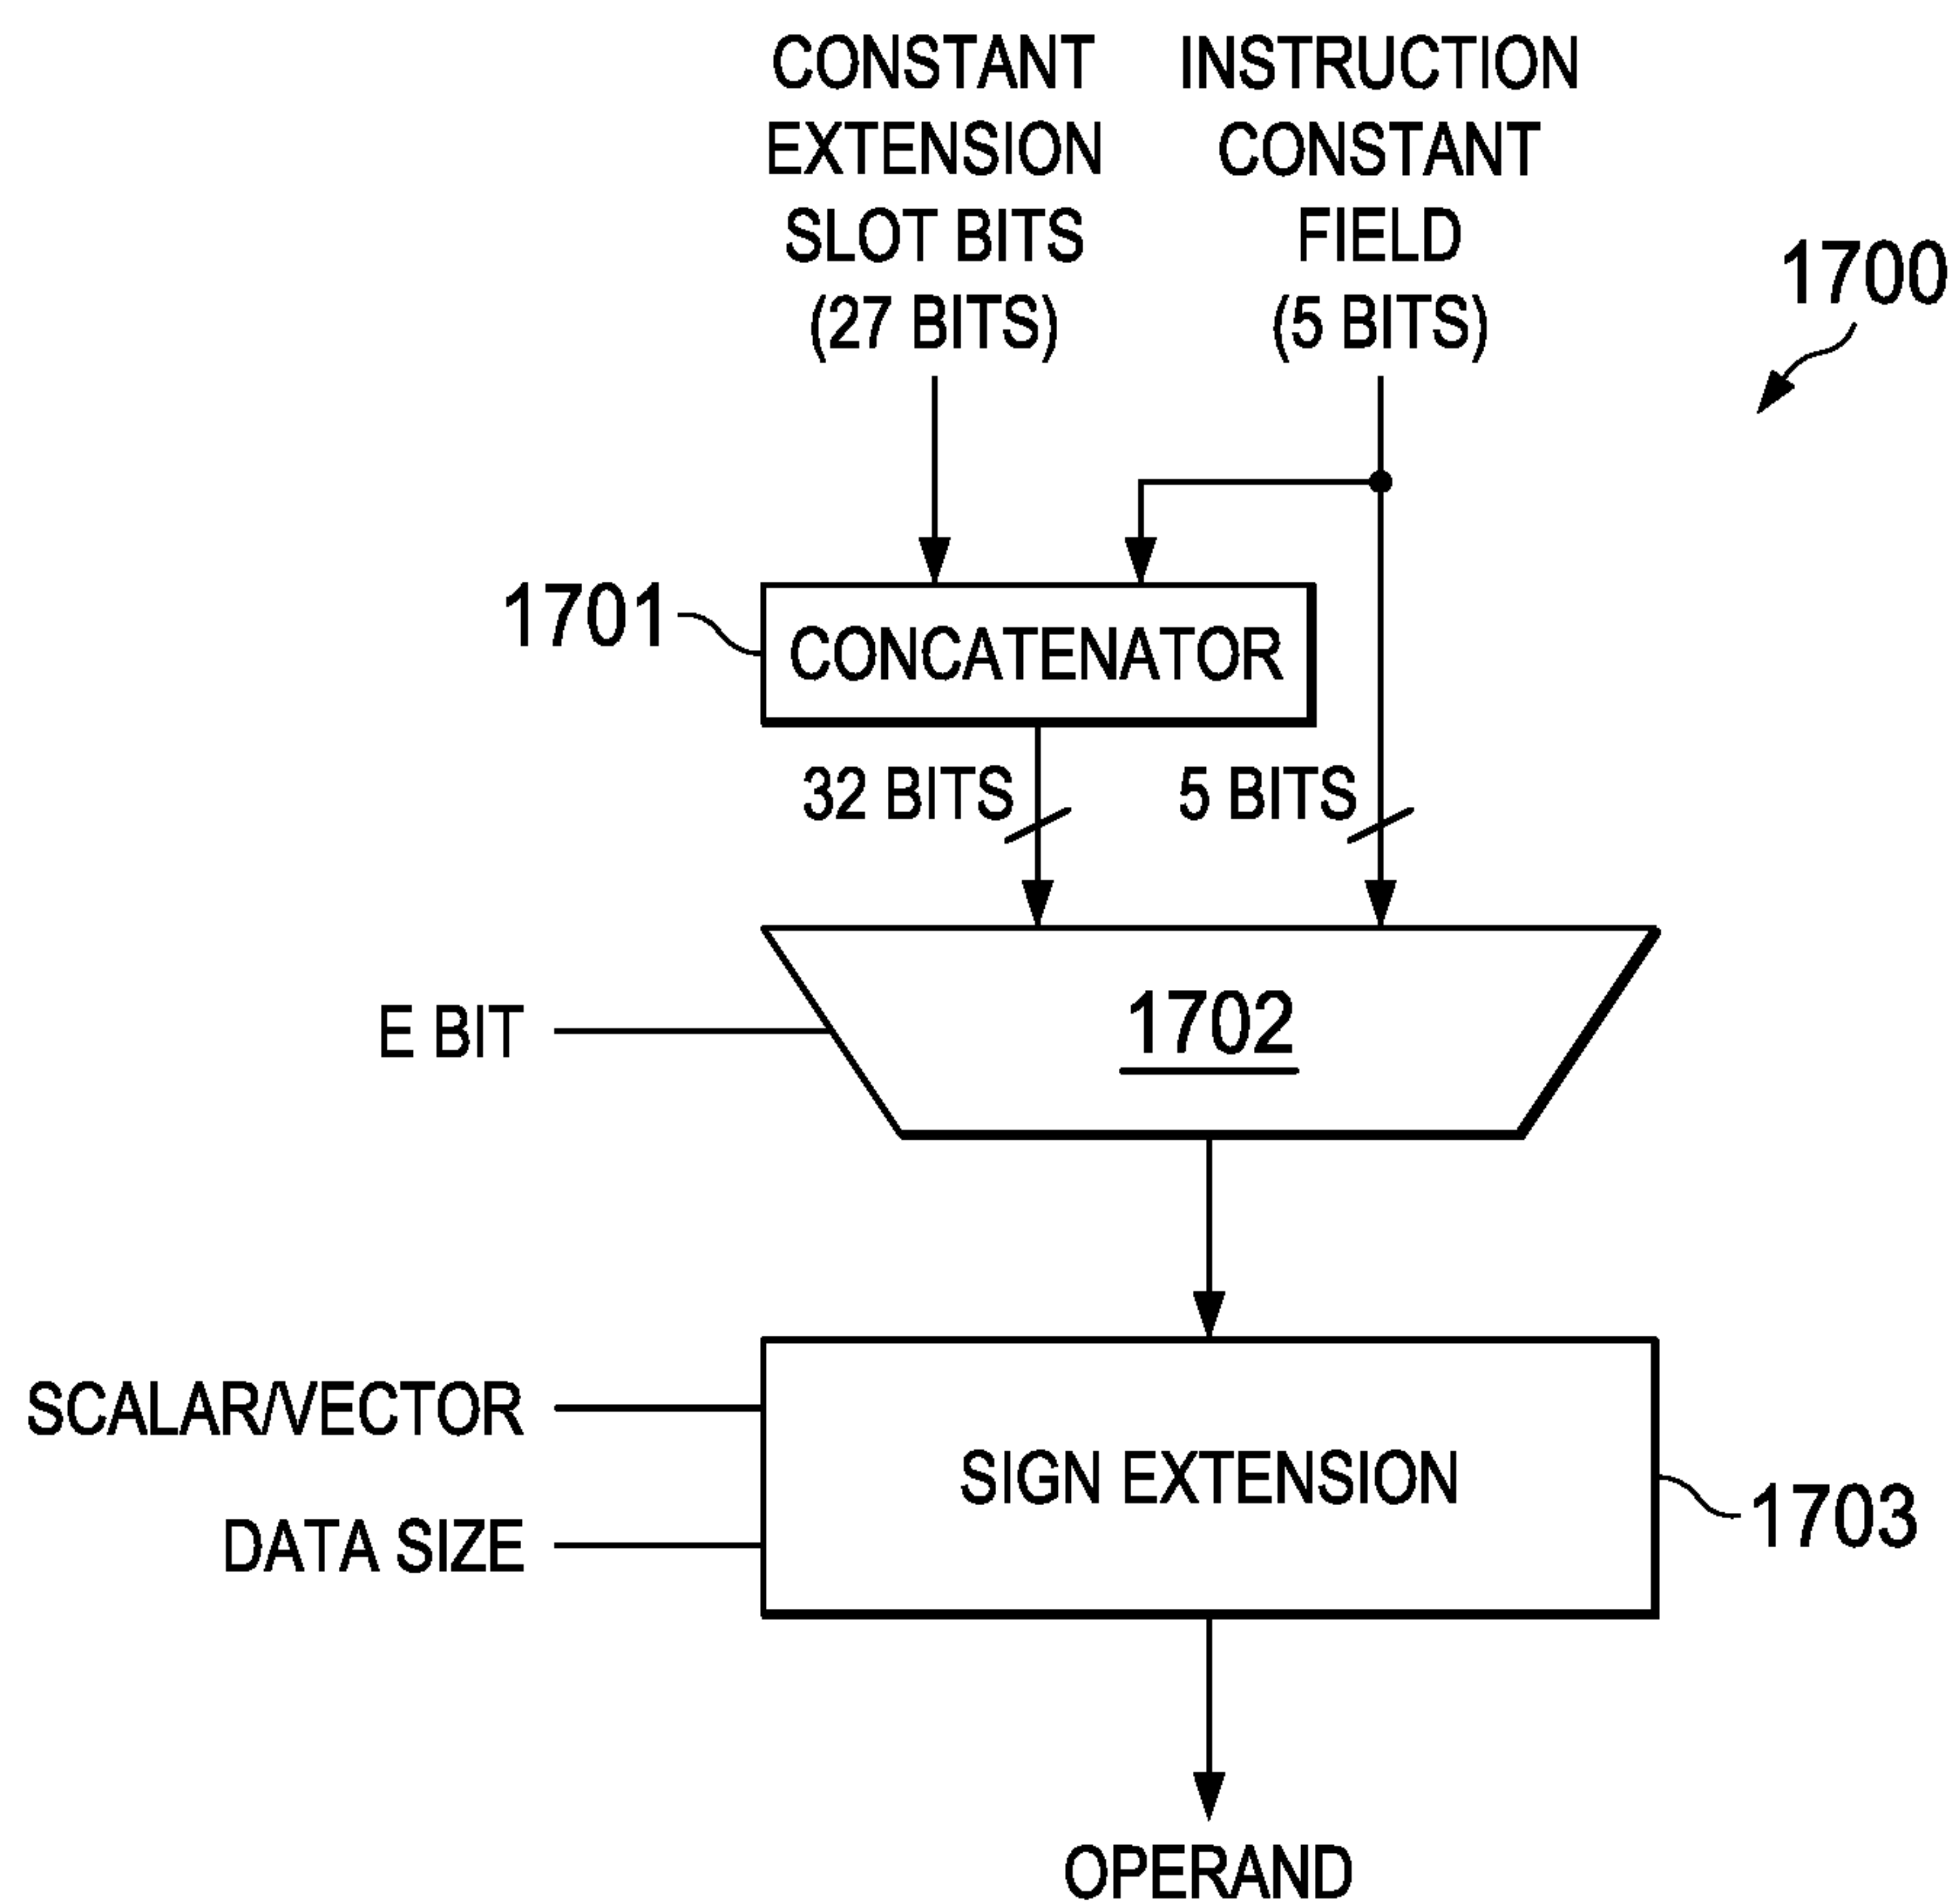 CONSTANT
EXTENSION
SLOT BITS
(27 BITS)
INSTRUCTION
CONSTANT
FIELD
(5 BITS)
1700
1701
CONCATENATOR
32 BITS
5 BITS
E BIT
1702
SCALAR/VECTOR
DATA SIZE
SIGN EXTENSION
1703
OPERAND